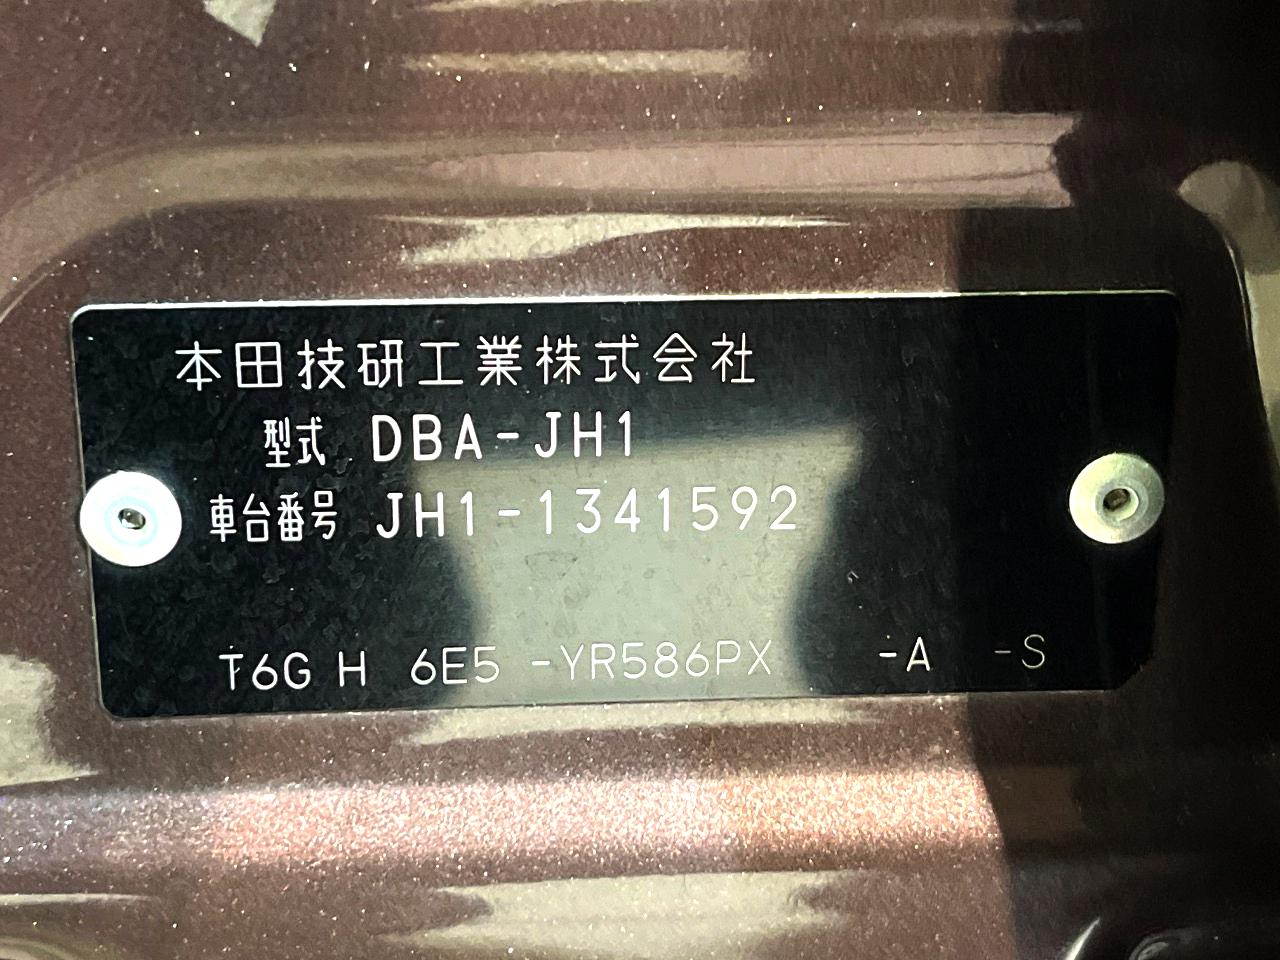 本田技研工業株式会社
型式 DBA-JH1
車台番号 JH1-1341592
T6G H 6E5 -YR586PX -A -S